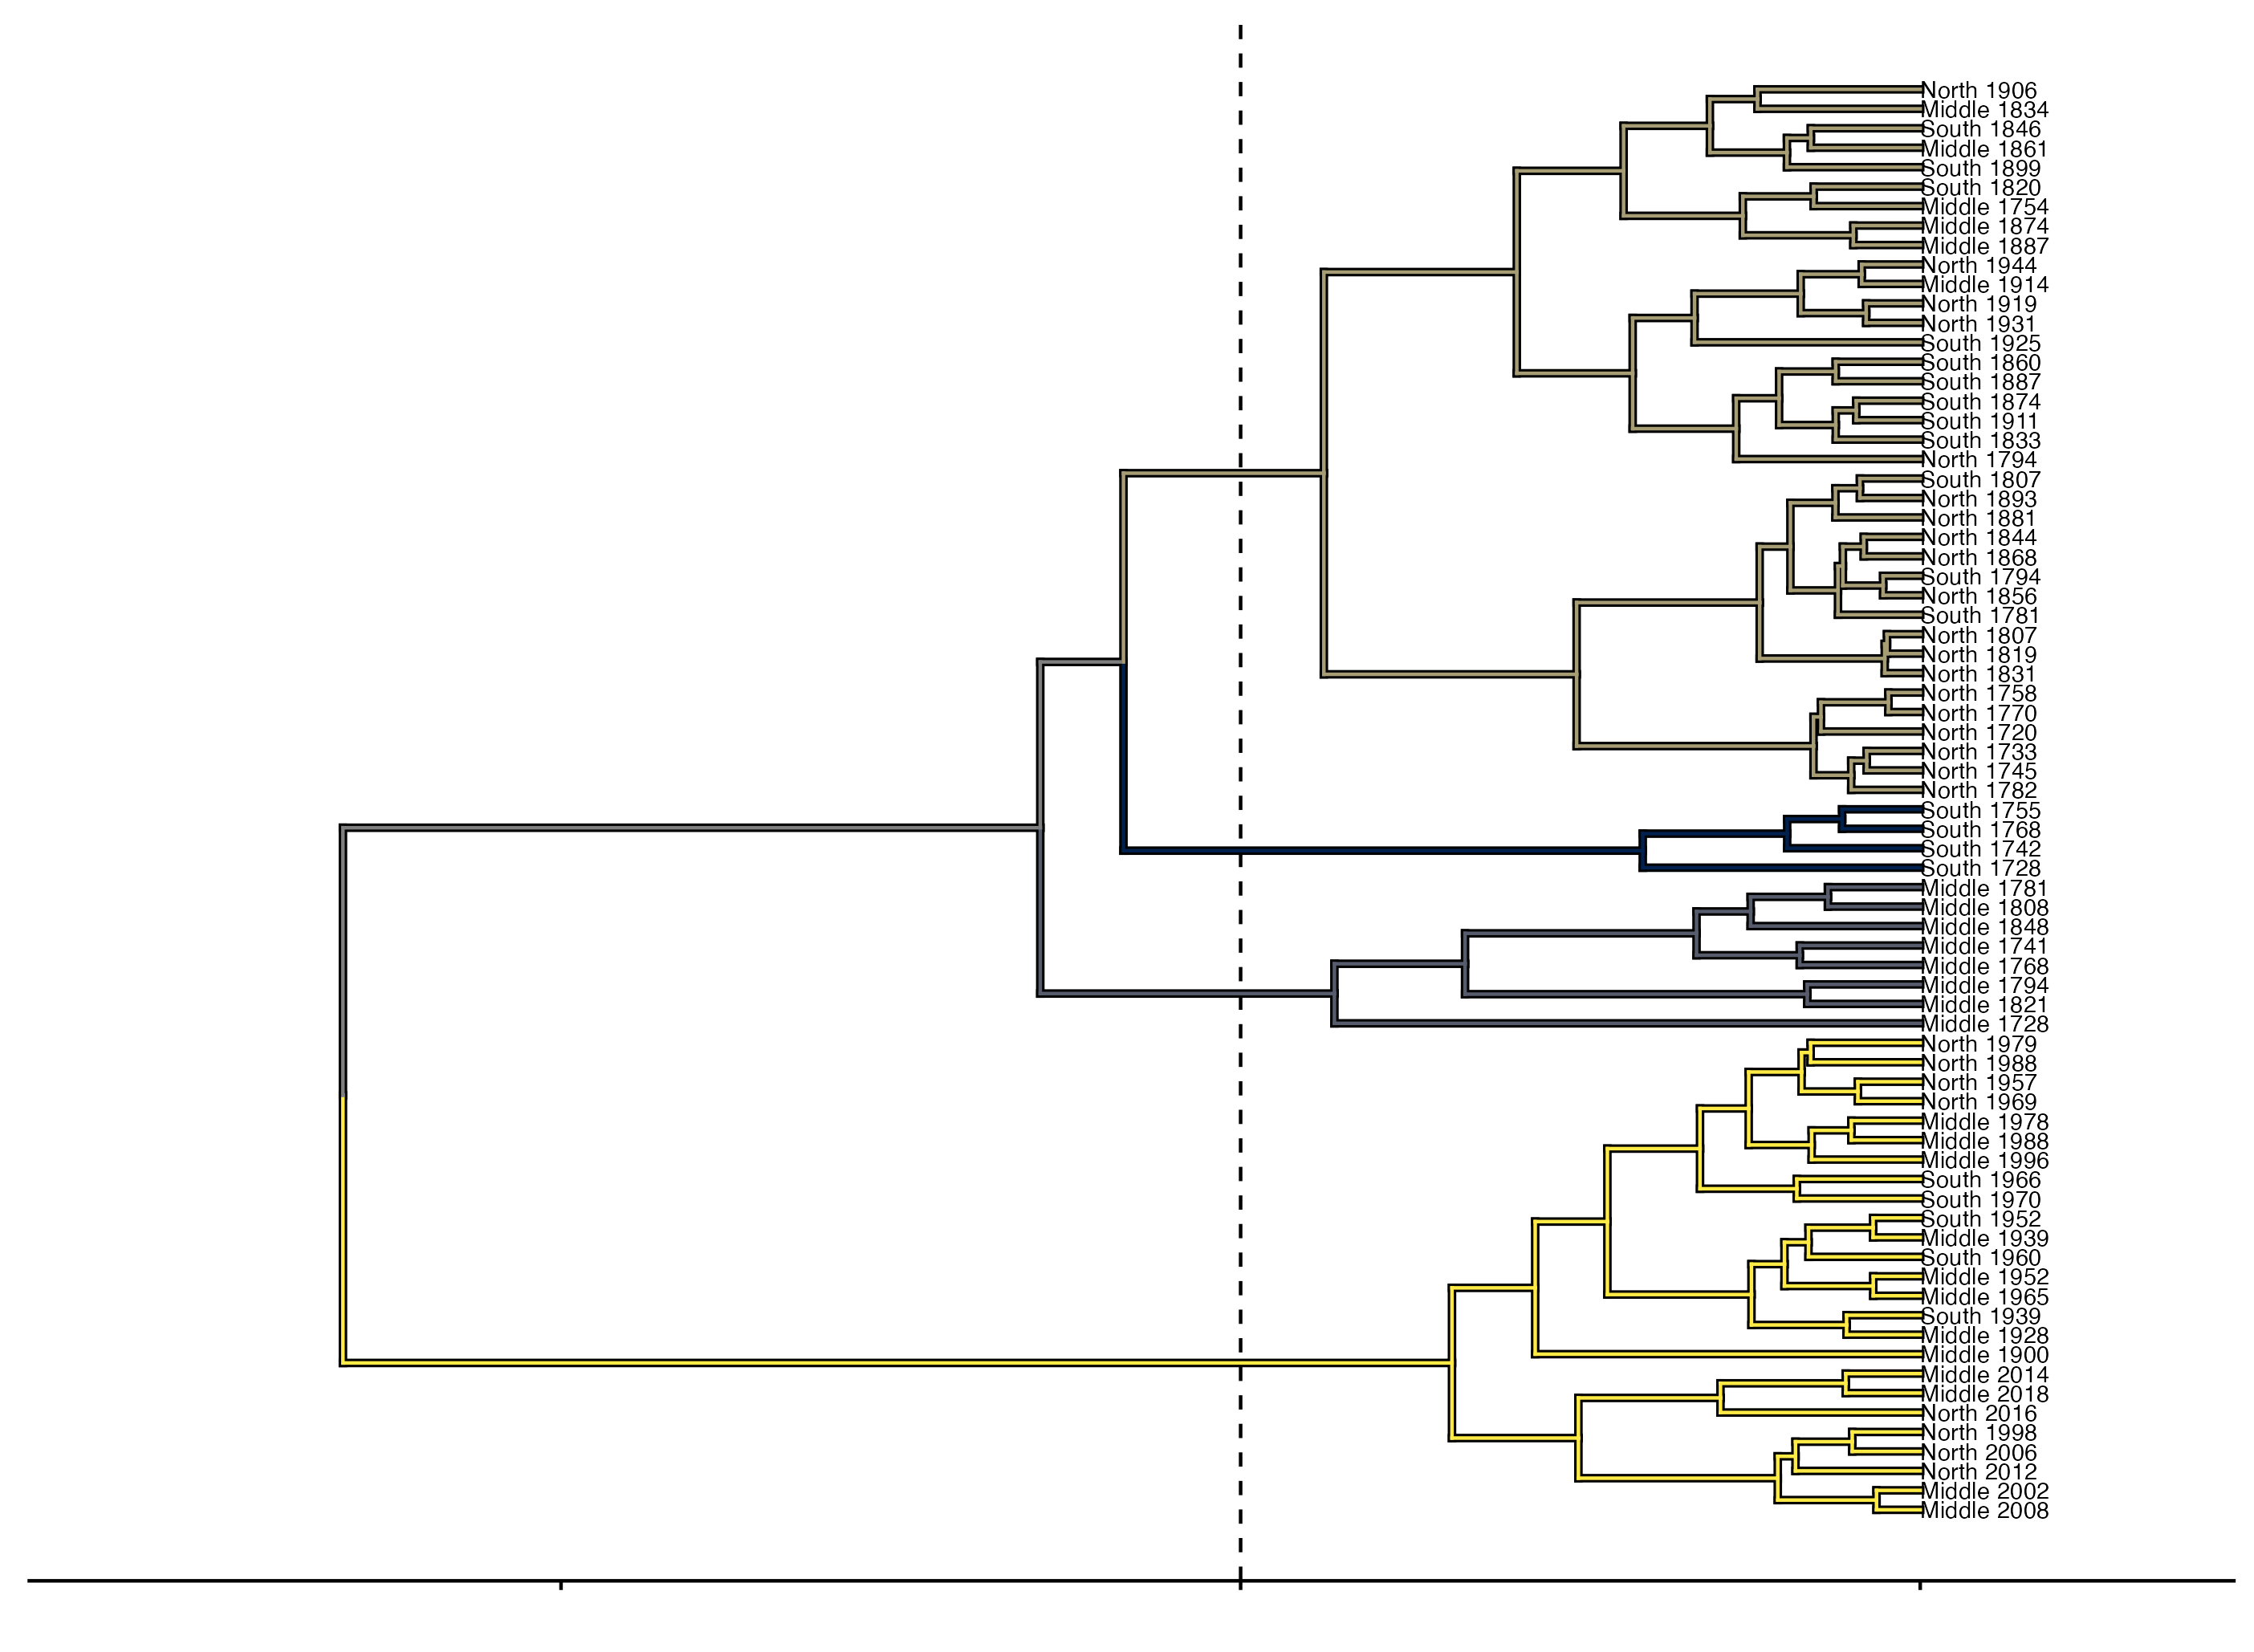 North 1906
Middle 1834
South 1846
Middle 1861
South 1899
South 1820
Middle 1754
Middle 1874
Middle 1887
North 1944
Middle 1914
North 1919
North 1931
South 1925
South 1860
South 1887
South 1874
South 1911
South 1833
North 1794
South 1807
North 1893
North 1881
North 1844
North 1868
South 1794
North 1856
South 1781
North 1807
North 1819
North 1831
North 1758
North 1770
North 1720
North 1733
North 1745
North 1782
South 1755
South 1768
South 1742
South 1728
Middle 1781
Middle 1808
Middle 1848
Middle 1741
Middle 1768
Middle 1794
Middle 1821
Middle 1728
North 1979
North 1988
North 1957
North 1969
Middle 1978
Middle 1988
Middle 1996
South 1966
South 1970
South 1952
Middle 1939
South 1960
Middle 1952
Middle 1965
South 1939
Middle 1928
Middle 1900
Middle 2014
Middle 2018
North 2016
North 1998
North 2006
North 2012
Middle 2002
Middle 2008